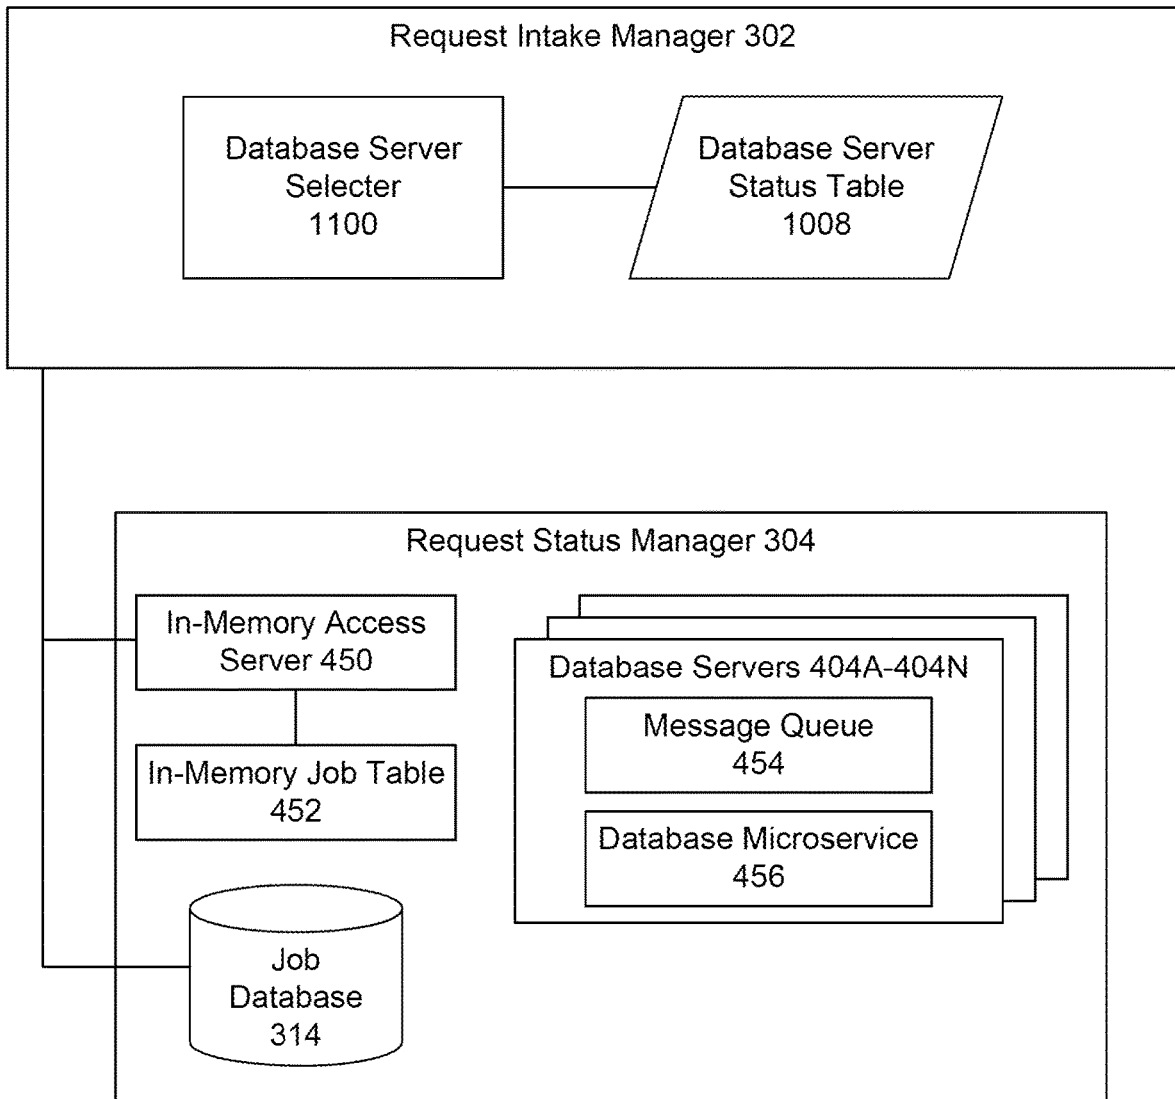 Request Intake Manager 302
Database Server
Selecter
1100
Database Server
Status Table
1008
Request Status Manager 304
In-Memory Access
Server 450
In-Memory Job Table
452
Job
Database
314
Database Servers 404A-404N
Message Queue
454
Database Microservice
456